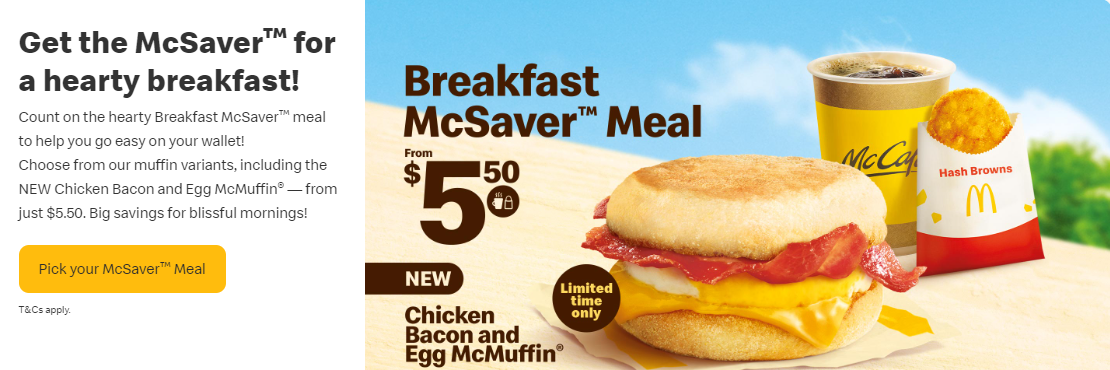 Get the McSaver™ for
a hearty breakfast!
Count on the hearty Breakfast McSaver™ meal
to help you go easy on your wallet!
Choose from our muffin variants, including the
NEW Chicken Bacon and Egg McMuffin® — from
just $5.50. Big savings for blissful mornings!
Pick your McSaver™ Meal
T&Cs apply.
Breakfast
McSaver™ Meal
From
$5.50
NEW
Limited
time
only
Chicken
Bacon and
Egg McMuffin®
Hash Browns